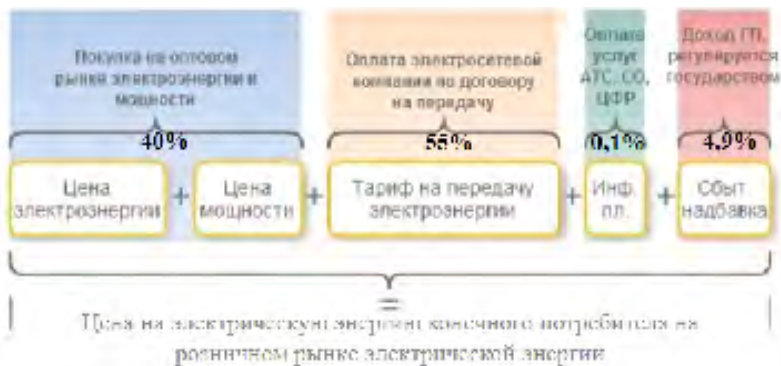 Покупка на оптовом
рынке электроэнергии и
мощности
Оплата электросетевой
компании по договору
на передачу
Оплата
услуг
АТС, СО,
ЦФР
Доход ГП,
регулируется
государством
40%
55%
0,1%
4,9%
Цена
электроэнергии
+
Цена
мощности
+
Тариф на передачу
электроэнергии
+
Инф.
пл.
+
Сбыт
надбавка
=
Цена на электрическую энергию конечного потребителя на
розничном рынке электрической энергии